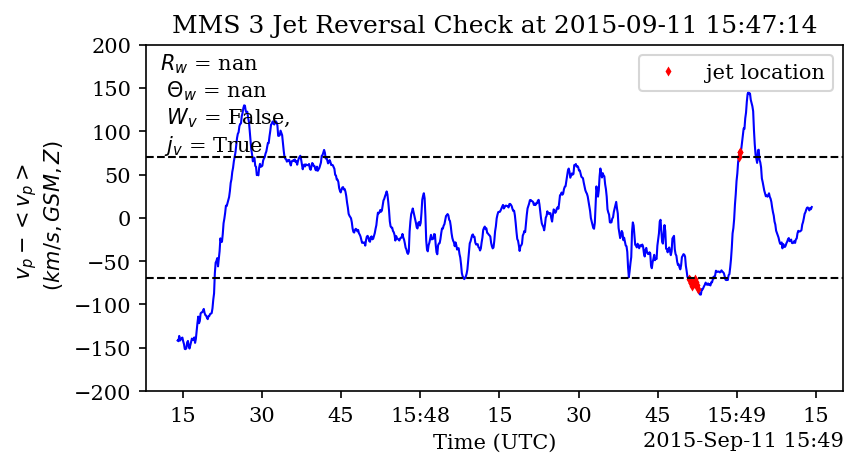 MMS 3 Jet Reversal Check at 2015-09-11 15:47:14
R_w = nan
Θ_w = nan
W_v = False,
j_v = True
jet location
v_p − < v_p >
(km/s, GSM, Z)
200
150
100
50
0
−50
−100
−150
−200
15 30 45 15:48 15 30 45 15:49 15
Time (UTC)
2015-Sep-11 15:49